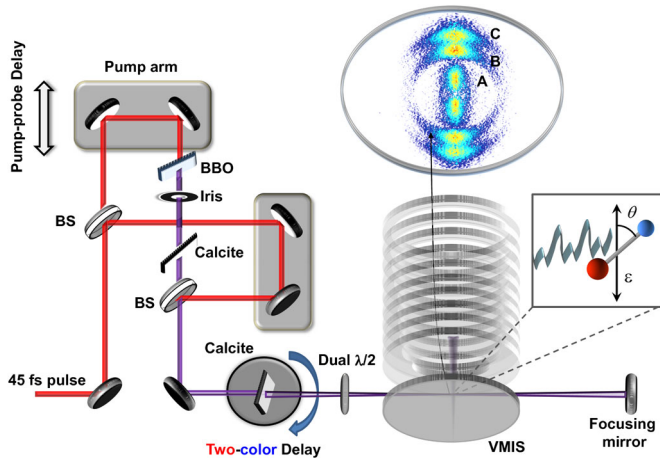 Pump-probe Delay
Pump arm
BBO
Iris
BS
Calcite
BS
45 fs pulse
Calcite
Two-color Delay
Dual λ/2
C
B
A
θ
ε
VMIS
Focusing
mirror